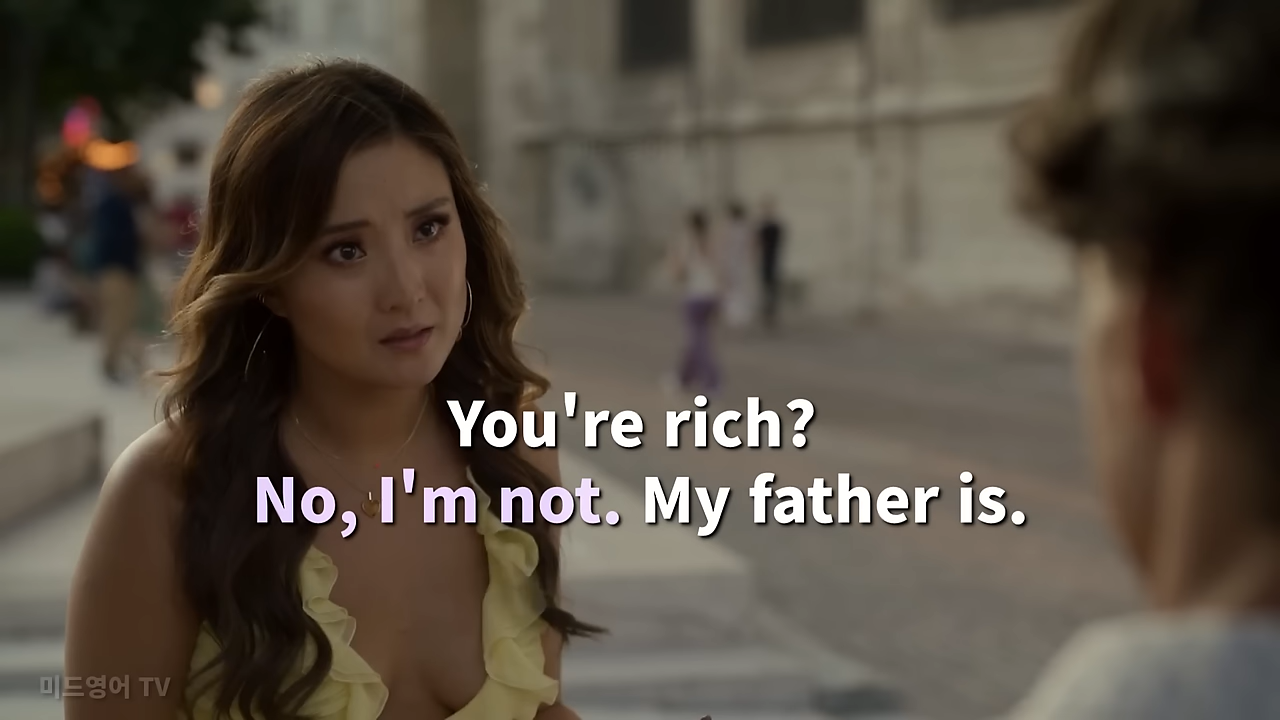 You're rich?
No, I'm not. My father is.
미드영어 TV